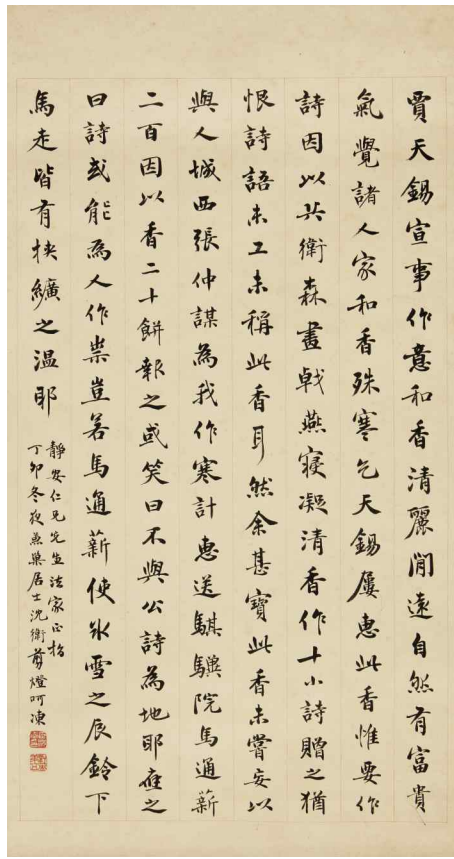 賈天錫宣事作意和香清麗閒遠自然有富貴
氣覺諸人家和香殊寒乞天錫屢惠此香惟要作
詩因以兵衛森畫戟燕寢凝清香作十小詩贈之猶
恨詩語未工未稱此香耳然余甚寶此香未嘗妄以
與人城西張仲謀為我作寒計惠送騏驥院馬通薪
二百因以香二十餅報之或笑曰不與公詩為地耶應之
曰詩或能為人作祟豈若馬通薪使冰雪之辰鈴下
馬走皆有挾纊之溫耶
靜安仁兄先生法家正指
丁卯冬夜兼巢居士沈衛剪燈呵凍